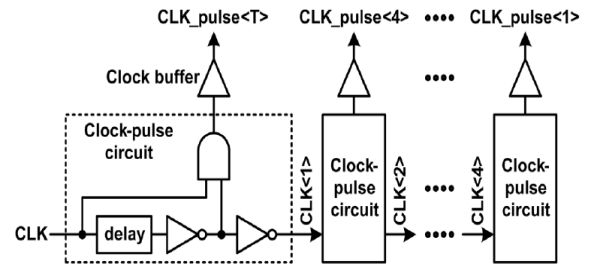 CLK_pulse<T> CLK_pulse<4> •••• CLK_pulse<1>
Clock buffer ••••
Clock-pulse
circuit
CLK
delay
CLK<1>
Clock-
pulse
circuit
CLK<2>
••••
••••
CLK<4>
Clock-
pulse
circuit